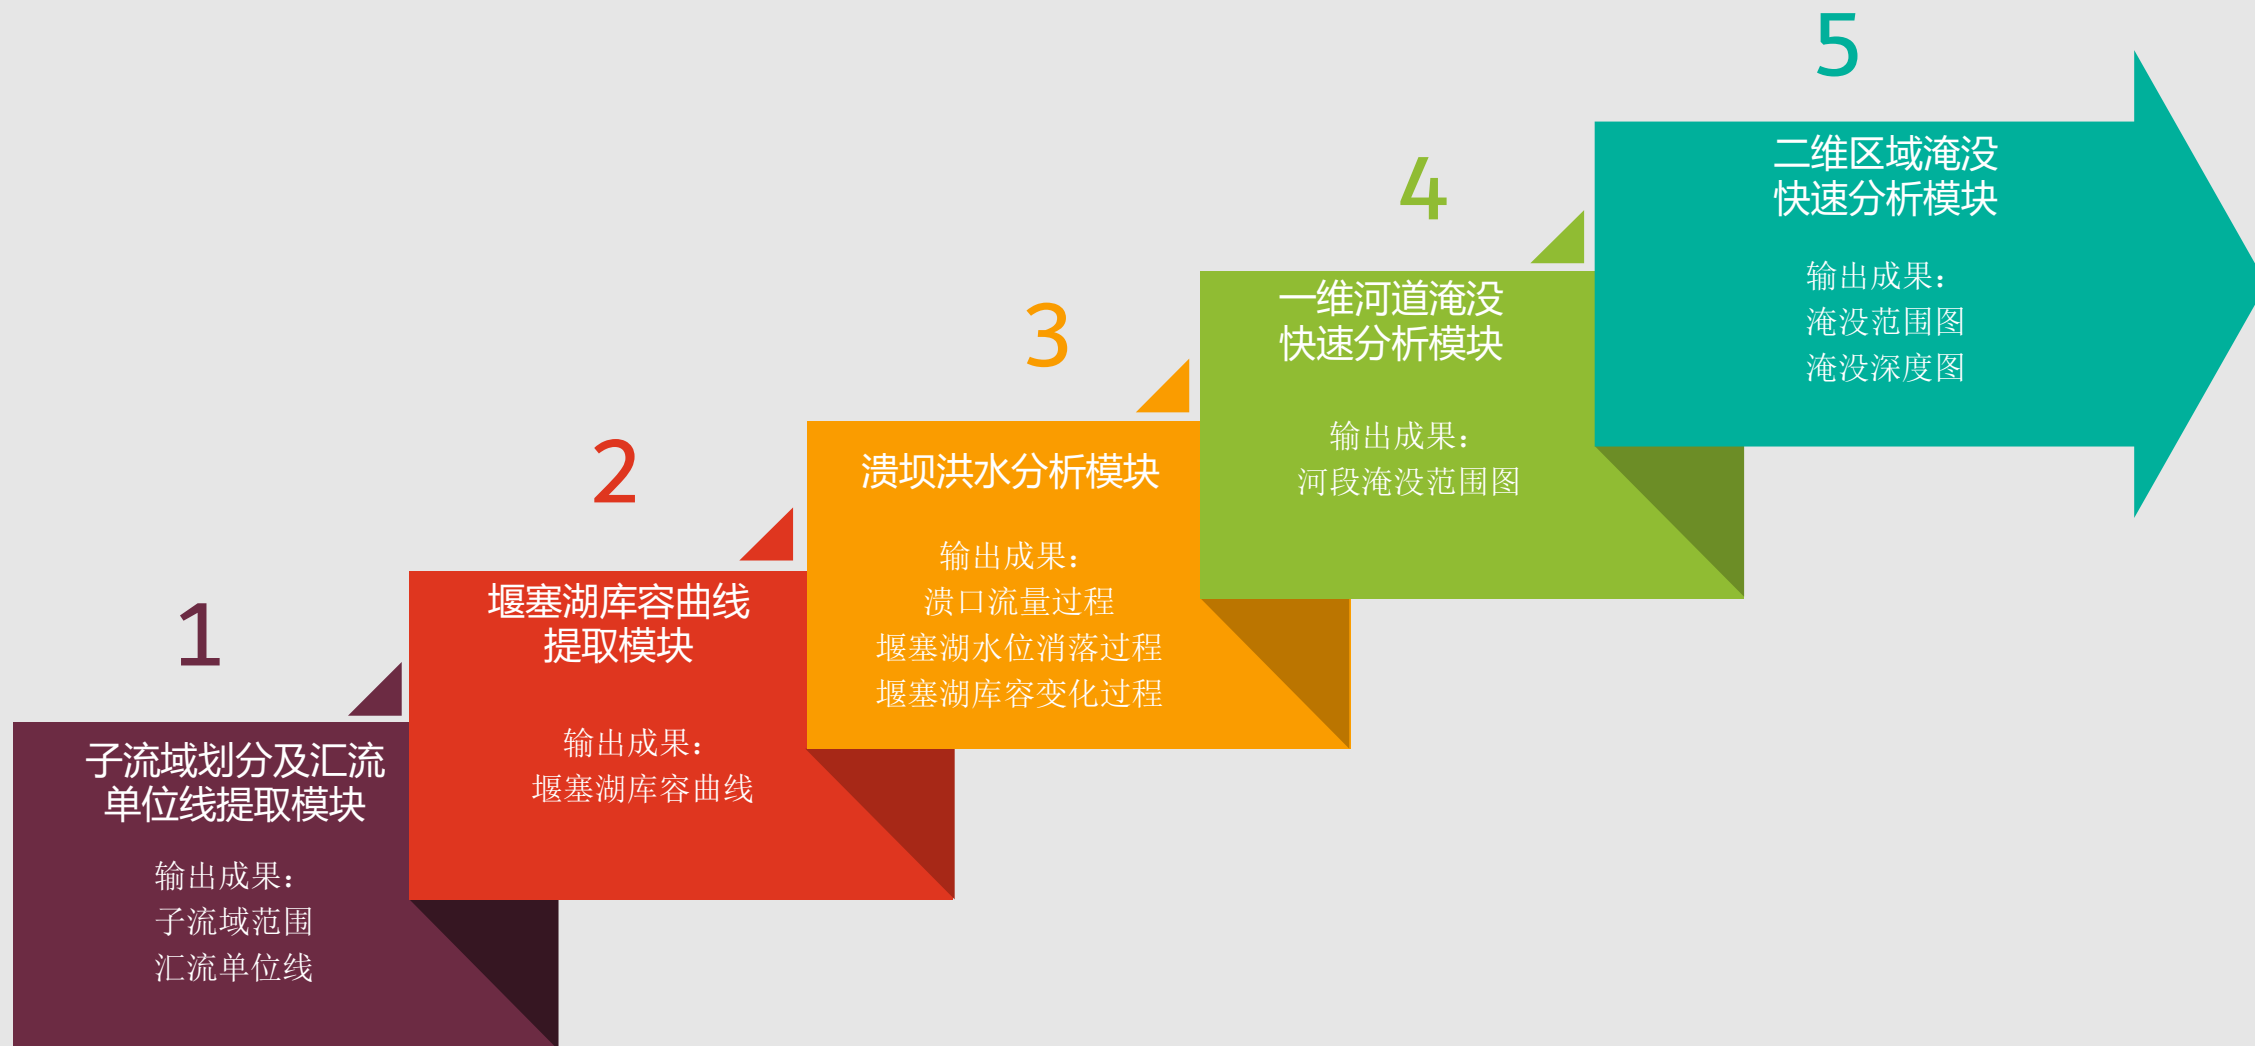 1
子流域划分及汇流
单位线提取模块
输出成果：
子流域范围
汇流单位线
2
堰塞湖库容曲线
提取模块
输出成果：
堰塞湖库容曲线
3
溃坝洪水分析模块
输出成果：
溃口流量过程
堰塞湖水位消落过程
堰塞湖库容变化过程
4
一维河道淹没
快速分析模块
输出成果：
河段淹没范围图
5
二维区域淹没
快速分析模块
输出成果：
淹没范围图
淹没深度图